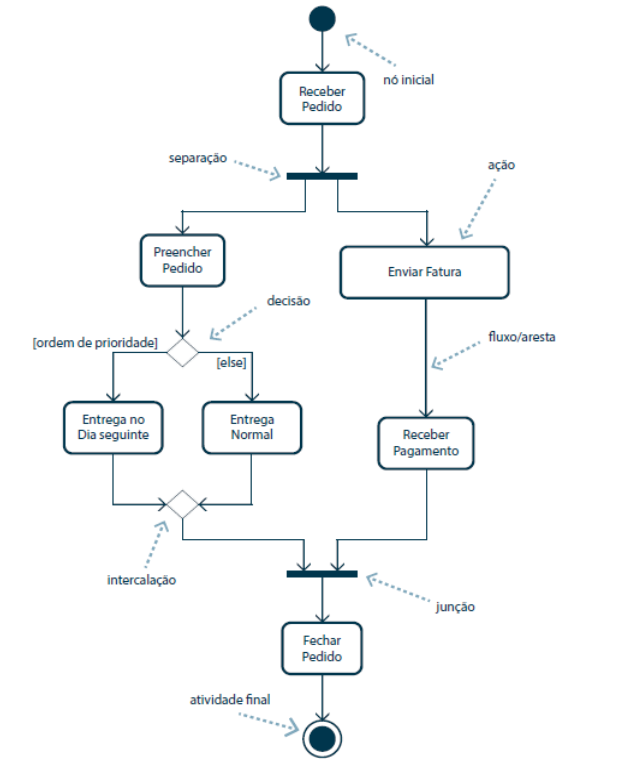 nó inicial
Receber
Pedido
separação
ação
Preencher
Pedido
Enviar Fatura
decisão
[ordem de prioridade]
[else]
fluxo/aresta
Entrega no
Dia seguinte
Entrega
Normal
Receber
Pagamento
intercalação
junção
Fechar
Pedido
atividade final